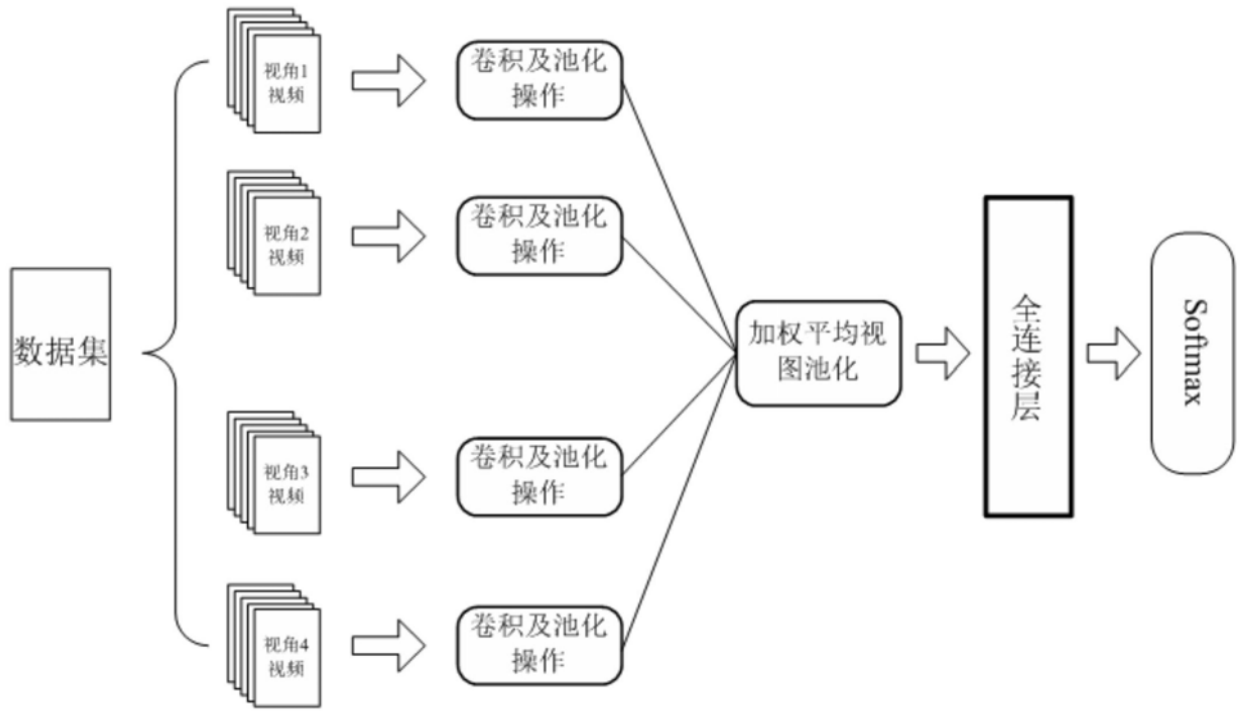 数据集
视角1
视频
卷积及池化
操作
视角2
视频
卷积及池化
操作
视角3
视频
卷积及池化
操作
视角4
视频
卷积及池化
操作
加权平均视
图池化
全连接层
Softmax